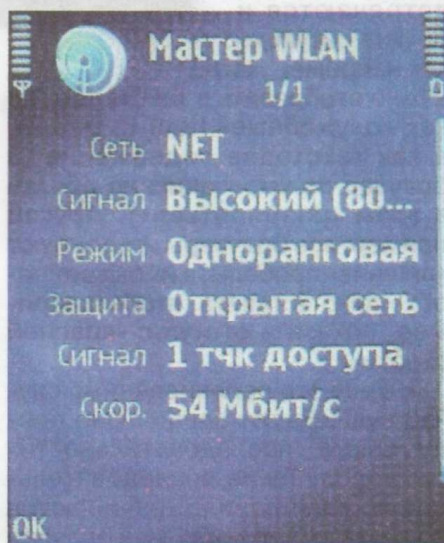 Мастер WLAN
1/1
Сеть NET
Сигнал Высокий (80...
Режим Одноранговая
Защита Открытая сеть
Сигнал 1 тчк доступа
Скор. 54 Мбит/с
OK